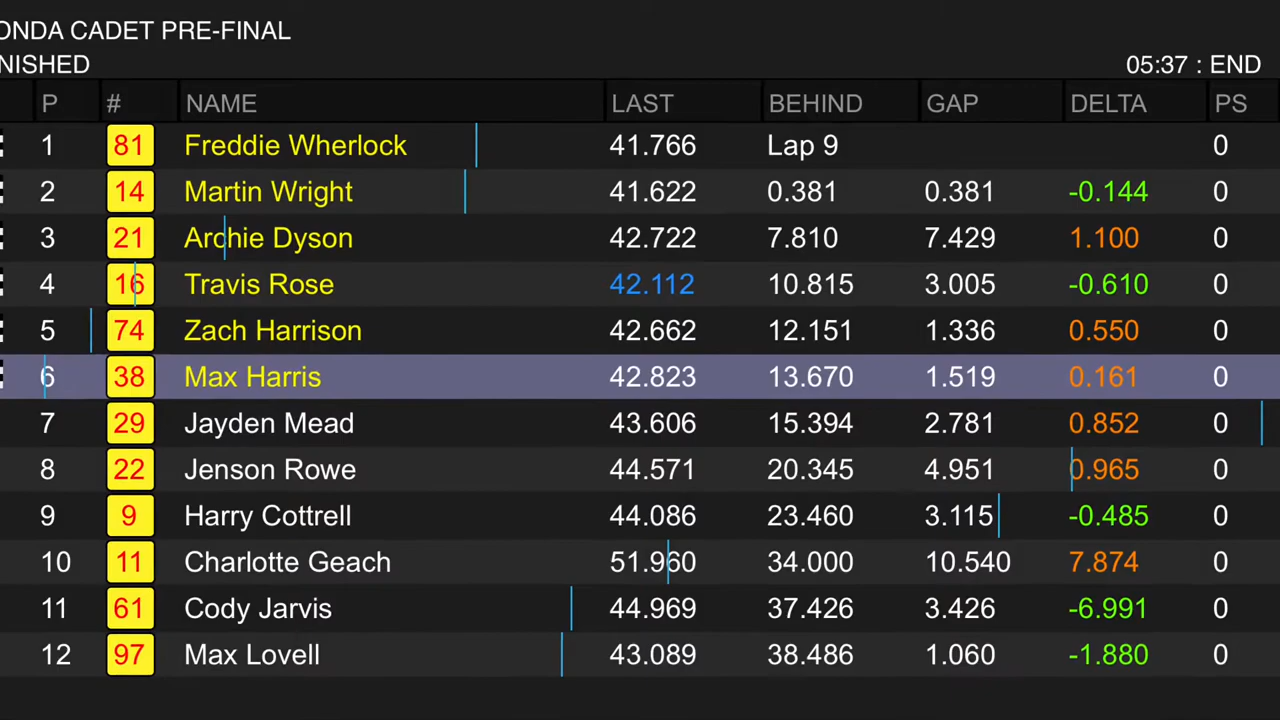 ONDA CADET PRE-FINAL
NISHED 05:37 : END
P # NAME LAST BEHIND GAP DELTA PS
1 81 Freddie Wherlock 41.766 Lap 9 0
2 14 Martin Wright 41.622 0.381 0.381 -0.144 0
3 21 Archie Dyson 42.722 7.810 7.429 1.100 0
4 16 Travis Rose 42.112 10.815 3.005 -0.610 0
5 74 Zach Harrison 42.662 12.151 1.336 0.550 0
6 38 Max Harris 42.823 13.670 1.519 0.161 0
7 29 Jayden Mead 43.606 15.394 2.781 0.852 0
8 22 Jenson Rowe 44.571 20.345 4.951 0.965 0
9 9 Harry Cottrell 44.086 23.460 3.115 -0.485 0
10 11 Charlotte Geach 51.960 34.000 10.540 7.874 0
11 61 Cody Jarvis 44.969 37.426 3.426 -6.991 0
12 97 Max Lovell 43.089 38.486 1.060 -1.880 0